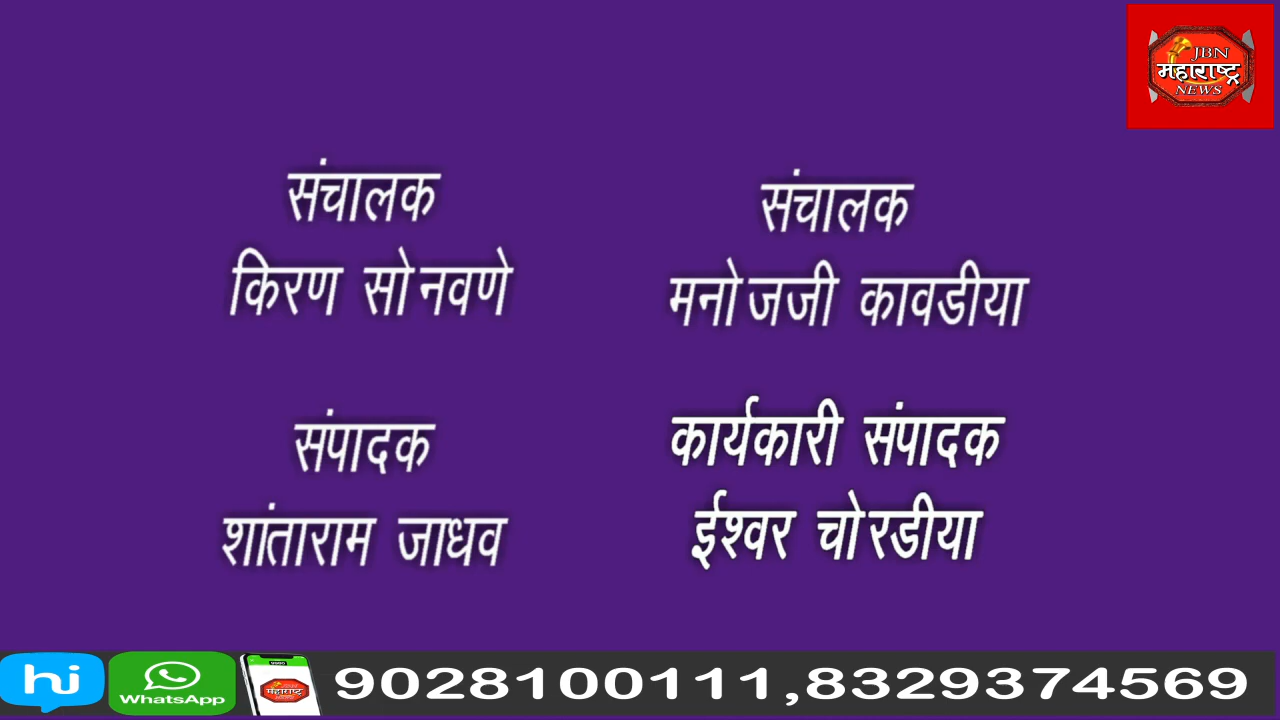 JBN
महाराष्ट्र
NEWS
संचालक
किरण सोनवणे
संचालक
मनोजजी कावडीया
संपादक
शांताराम जाधव
कार्यकारी संपादक
ईश्वर चोरडीया
hi
WhatsApp
महाराष्ट्र
9028100111,8329374569